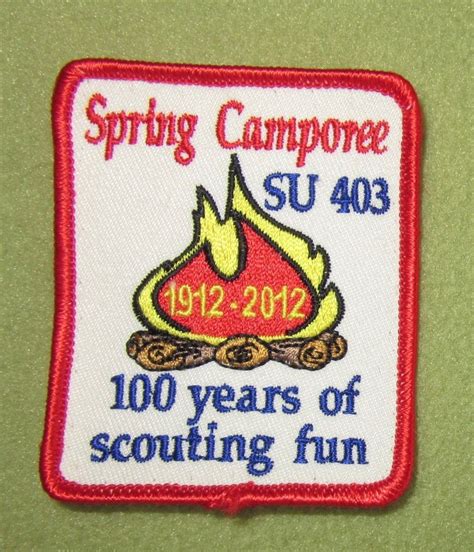 Spring Camporee
SU 403
1912-2012
100 years of
scouting fun